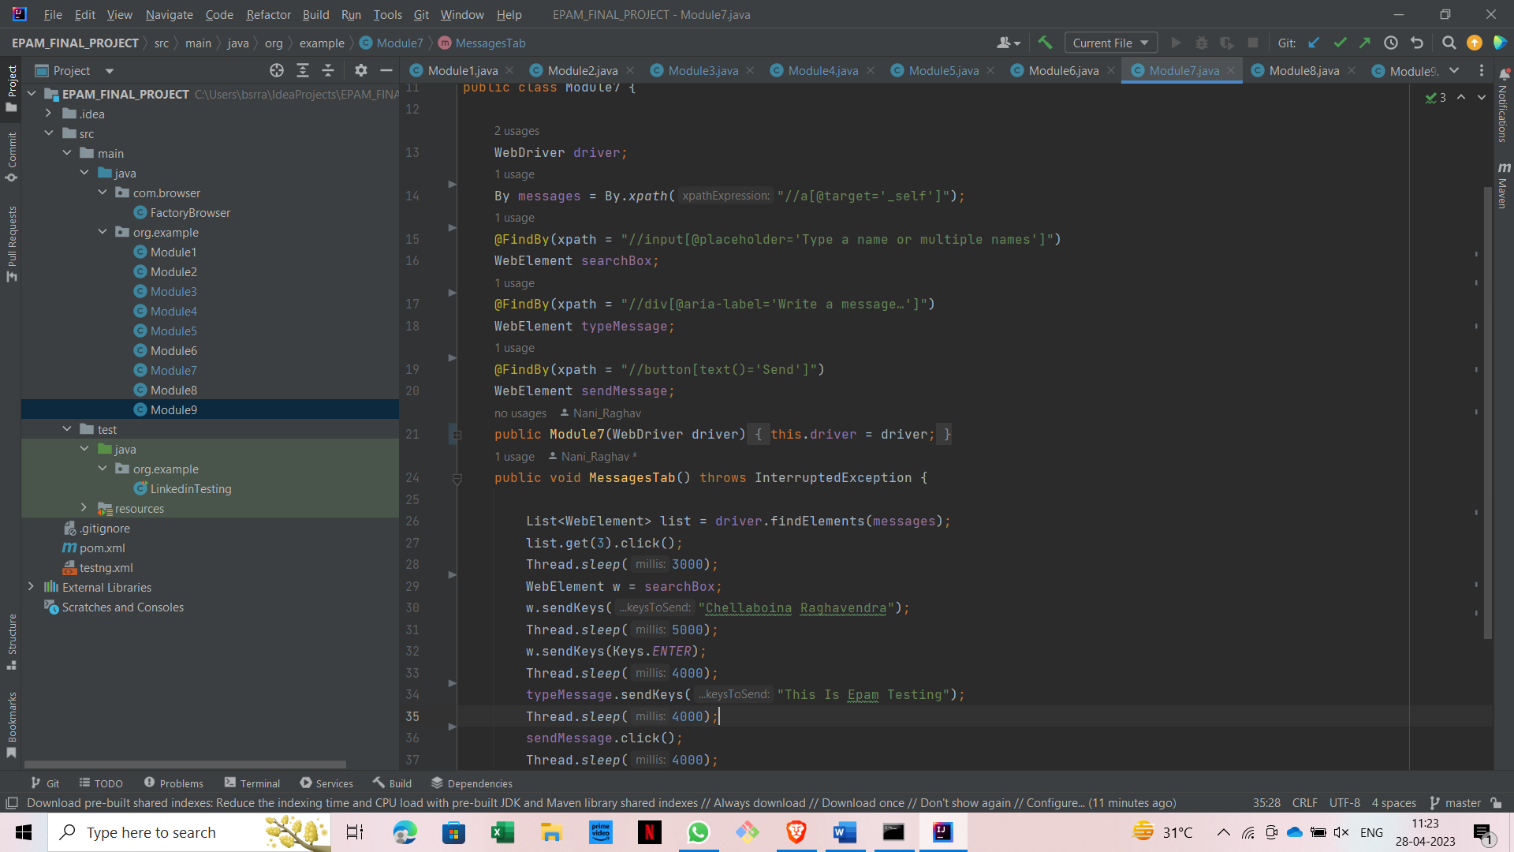 File Edit View Navigate Code Refactor Build Run Tools Git Window Help EPAM_FINAL_PROJECT - Module7.java
EPAM_FINAL_PROJECT src main java org example Module7 MessagesTab Current File Git:
Project Module1.java Module2.java Module3.java Module4.java Module5.java Module6.java Module7.java Module8.java Module9.
EPAM_FINAL_PROJECT C:\Users\bsrra\IdeaProjects\EPAM_FINA
.idea
src
main
java
com.browser
FactoryBrowser
org.example
Module1
Module2
Module3
Module4
Module5
Module6
Module7
Module8
Module9
test
java
org.example
LinkedinTesting
resources
.gitignore
pom.xml
testng.xml
External Libraries
Scratches and Consoles
Project
Commit
Pull Requests
Structure
Bookmarks
11 public class Module7 {
12
2 usages
13 WebDriver driver;
1 usage
14 By messages = By.xpath( xpathExpression: "//a[@target='_self']");
1 usage
15 @FindBy(xpath = "//input[@placeholder='Type a name or multiple names']")
16 WebElement searchBox;
1 usage
17 @FindBy(xpath = "//div[@aria-label='Write a message…']")
18 WebElement typeMessage;
1 usage
19 @FindBy(xpath = "//button[text()='Send']")
20 WebElement sendMessage;
no usages Nani_Raghav
21 public Module7(WebDriver driver) { this.driver = driver; }
1 usage Nani_Raghav *
24 public void MessagesTab() throws InterruptedException {
25
26 List<WebElement> list = driver.findElements(messages);
27 list.get(3).click();
28 Thread.sleep( millis: 3000);
29 WebElement w = searchBox;
30 w.sendKeys( ...keysToSend: "Chellaboina Raghavendra");
31 Thread.sleep( millis: 5000);
32 w.sendKeys(Keys.ENTER);
33 Thread.sleep( millis: 4000);
34 typeMessage.sendKeys( ...keysToSend: "This Is Epam Testing");
35 Thread.sleep( millis: 4000);
36 sendMessage.click();
37 Thread.sleep( millis: 4000);
3
Notifications
m
Maven
Git TODO Problems Terminal Services Build Dependencies
Download pre-built shared indexes: Reduce the indexing time and CPU load with pre-built JDK and Maven library shared indexes // Always download // Download once // Don't show again // Configure... (11 minutes ago) 35:28 CRLF UTF-8 4 spaces master
Type here to search prime video N W 31°C ENG 11:23
28-04-2023 1